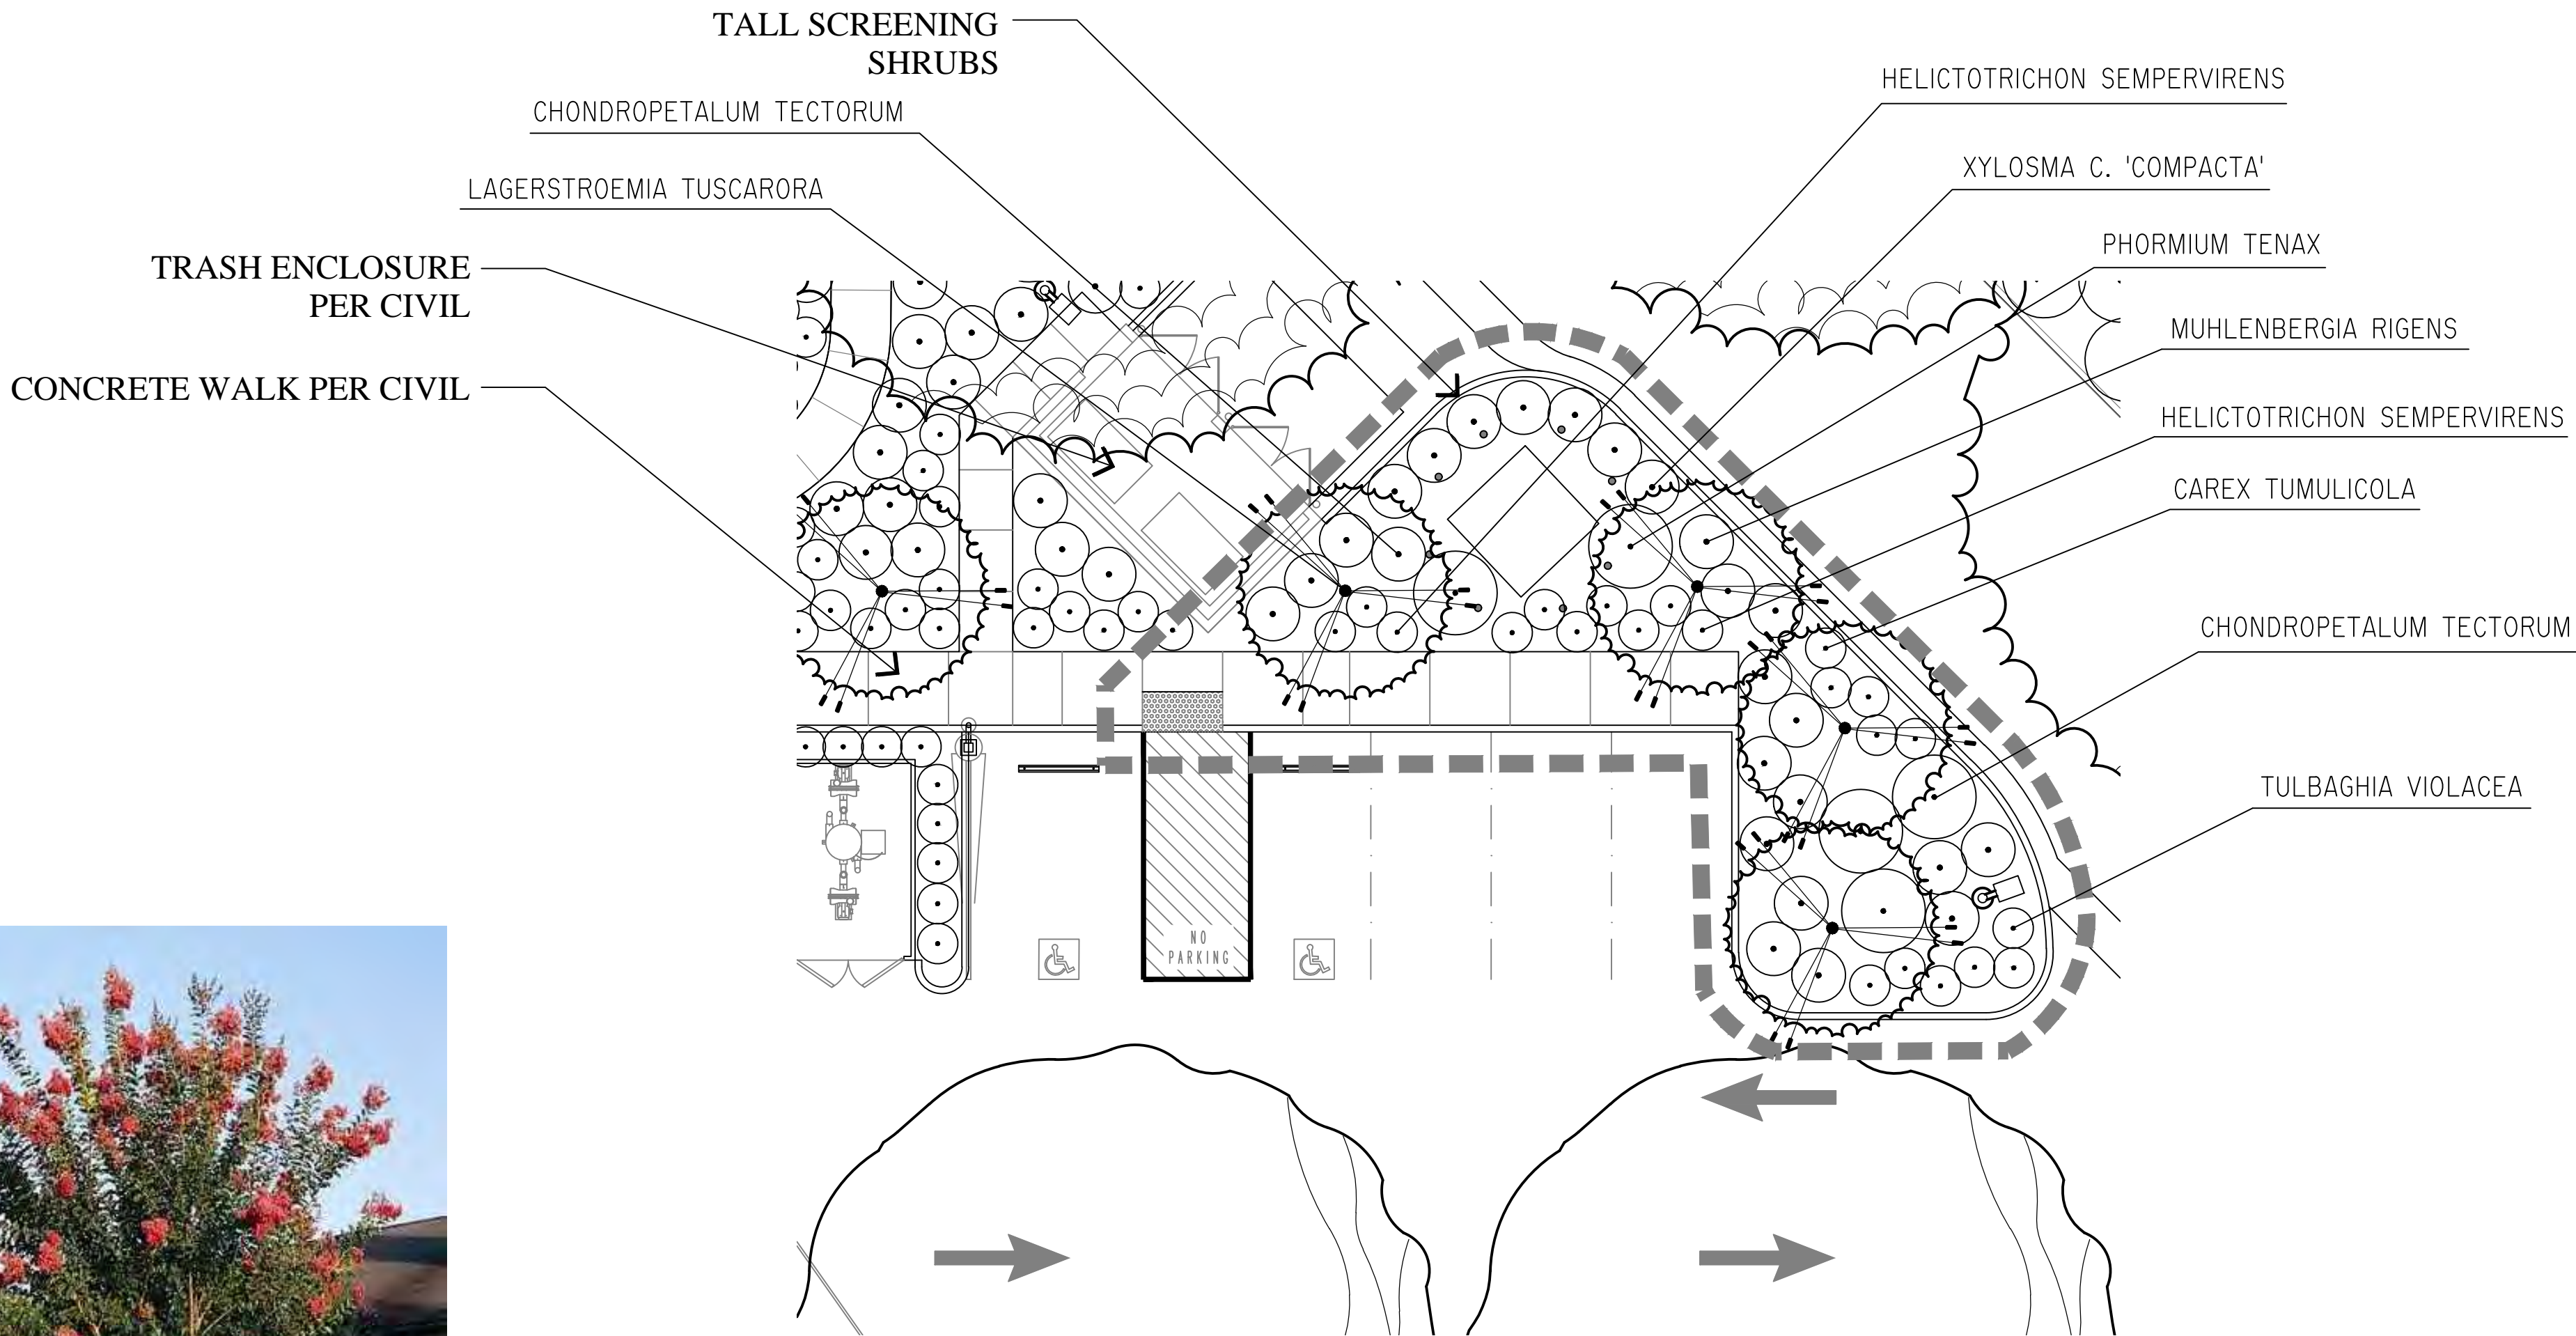 TALL SCREENING
SHRUBS
CHONDROPETALUM TECTORUM
LAGERSTROEMIA TUSCARORA
TRASH ENCLOSURE
PER CIVIL
CONCRETE WALK PER CIVIL
HELICTOTRICHON SEMPERVIRENS
XYLOSMA C. 'COMPACTA'
PHORMIUM TENAX
MUHLENBERGIA RIGENS
HELICTOTRICHON SEMPERVIRENS
CAREX TUMULICOLA
CHONDROPETALUM TECTORUM
TULBAGHIA VIOLACEA
NO
PARKING